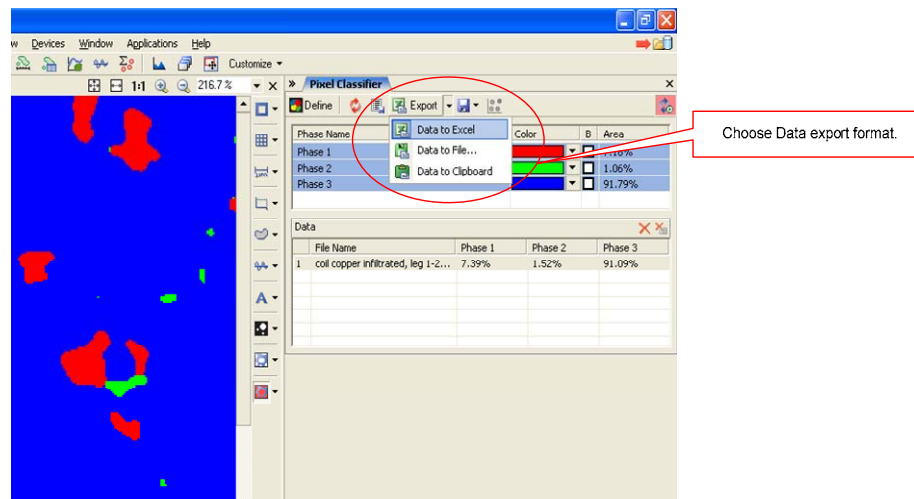 w Devices Window Applications Help
1:1 216.7 % Customize
» Pixel Classifier
Define Export
Phase Name Color B Area
Data to Excel
Data to File...
Data to Clipboard
Phase 1 7.16%
Phase 2 1.06%
Phase 3 91.79%
Choose Data export format.
Data
File Name Phase 1 Phase 2 Phase 3
1 coil copper infiltrated, leg 1-2... 7.39% 1.52% 91.09%
A